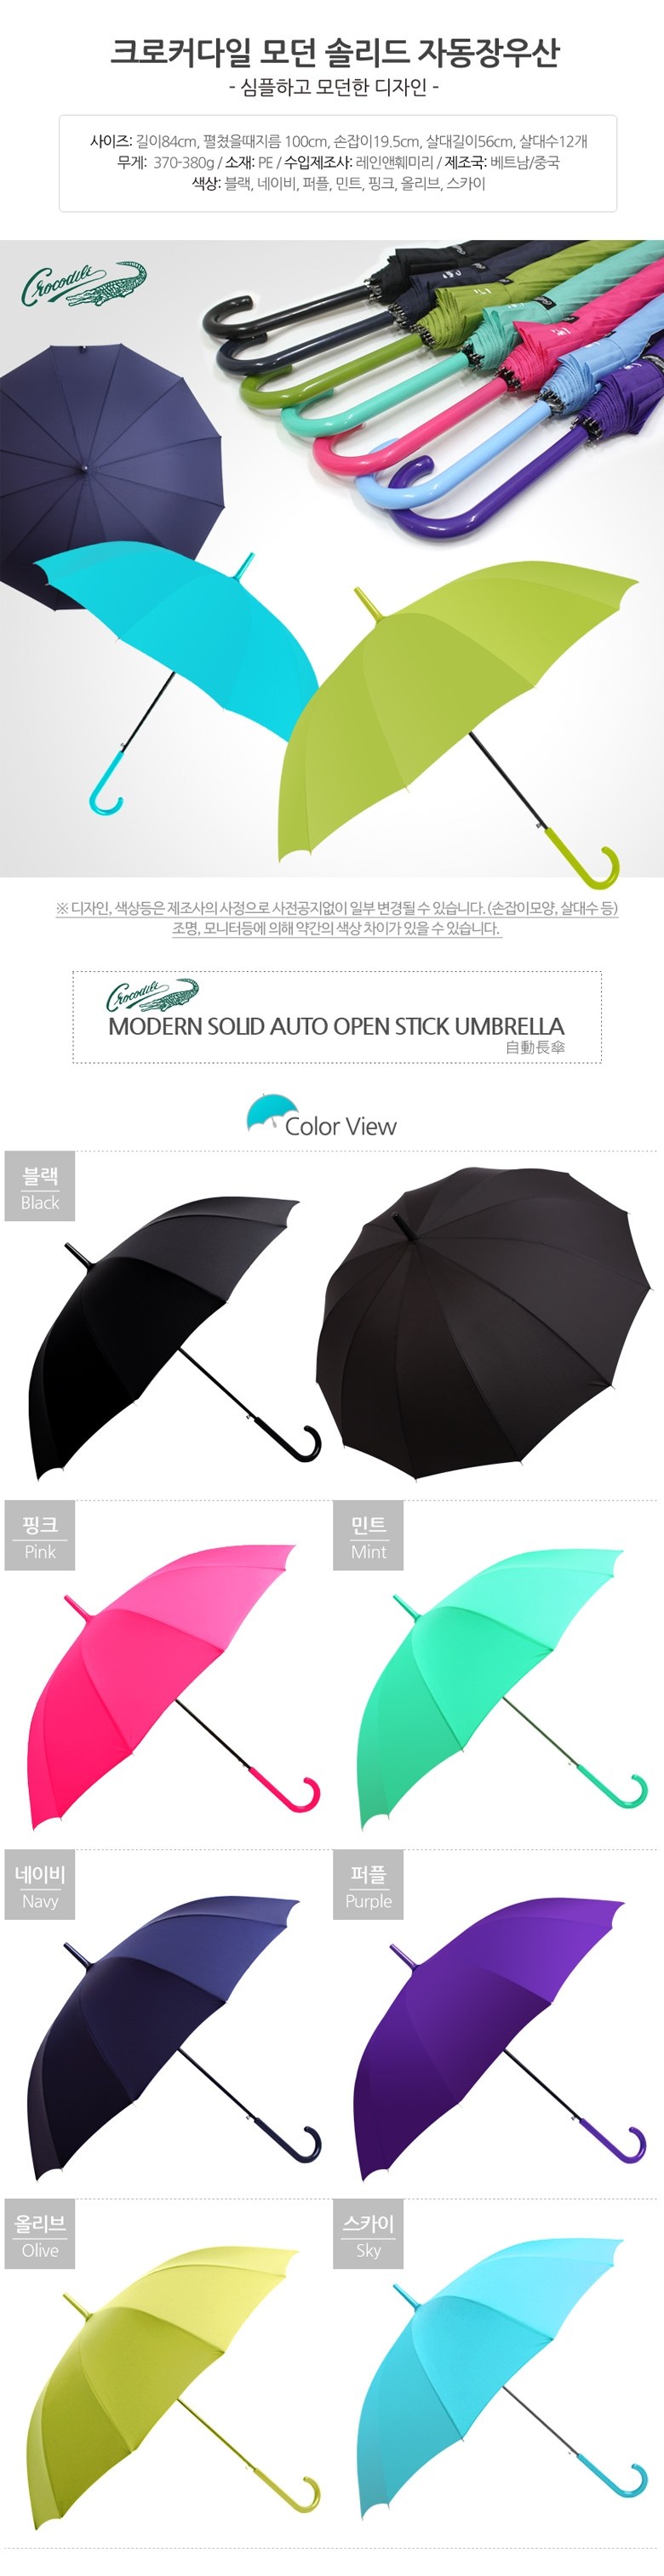 크로커다일 모던 솔리드 자동장우산
- 심플하고 모던한 디자인 -
사이즈: 길이84cm, 펼쳤을때지름 100cm, 손잡이19.5cm, 살대길이56cm, 살대수12개
무게: 370-380g / 소재: PE / 수입제조사: 레인앤훼미리 / 제조국: 베트남/중국
색상: 블랙, 네이비, 퍼플, 민트, 핑크, 올리브, 스카이
Crocodile
※ 디자인, 색상등은 제조사의 사정으로 사전공지없이 일부 변경될 수 있습니다. (손잡이모양, 살대수 등)
조명, 모니터등에 의해 약간의 색상 차이가 있을 수 있습니다.
Crocodile
MODERN SOLID AUTO OPEN STICK UMBRELLA
自動長傘
Color View
블랙
Black
핑크
Pink
민트
Mint
네이비
Navy
퍼플
Purple
올리브
Olive
스카이
Sky